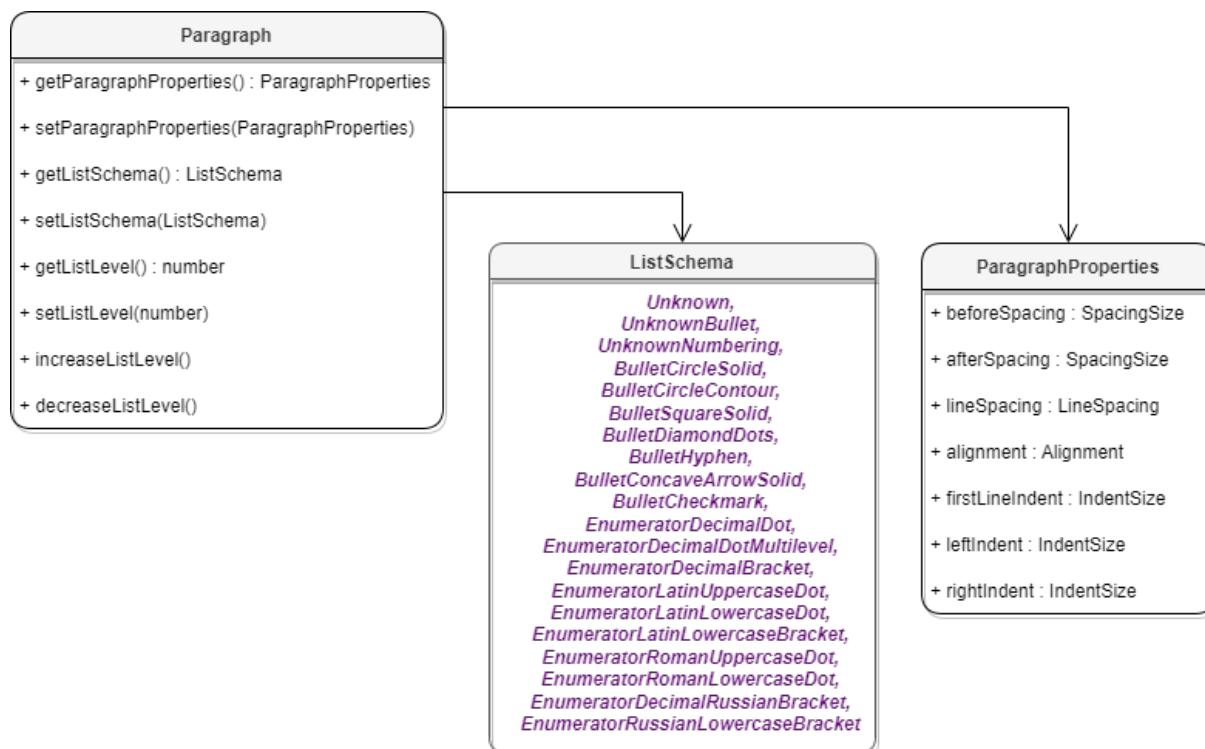 Paragraph
+ getParagraphProperties() : ParagraphProperties
+ setParagraphProperties(ParagraphProperties)
+ getListSchema() : ListSchema
+ setListSchema(ListSchema)
+ getListLevel() : number
+ setListLevel(number)
+ increaseListLevel()
+ decreaseListLevel()
ListSchema
Unknown,
UnknownBullet,
UnknownNumbering,
BulletCircleSolid,
BulletCircleContour,
BulletSquareSolid,
BulletDiamondDots,
BulletHyphen,
BulletConcaveArrowSolid,
BulletCheckmark,
EnumeratorDecimalDot,
EnumeratorDecimalDotMultilevel,
EnumeratorDecimalBracket,
EnumeratorLatinUppercaseDot,
EnumeratorLatinLowercaseDot,
EnumeratorLatinLowercaseBracket,
EnumeratorRomanUppercaseDot,
EnumeratorRomanLowercaseDot,
EnumeratorDecimalRussianBracket,
EnumeratorRussianLowercaseBracket
ParagraphProperties
+ beforeSpacing : SpacingSize
+ afterSpacing : SpacingSize
+ lineSpacing : LineSpacing
+ alignment : Alignment
+ firstLineIndent : IndentSize
+ leftIndent : IndentSize
+ rightIndent : IndentSize